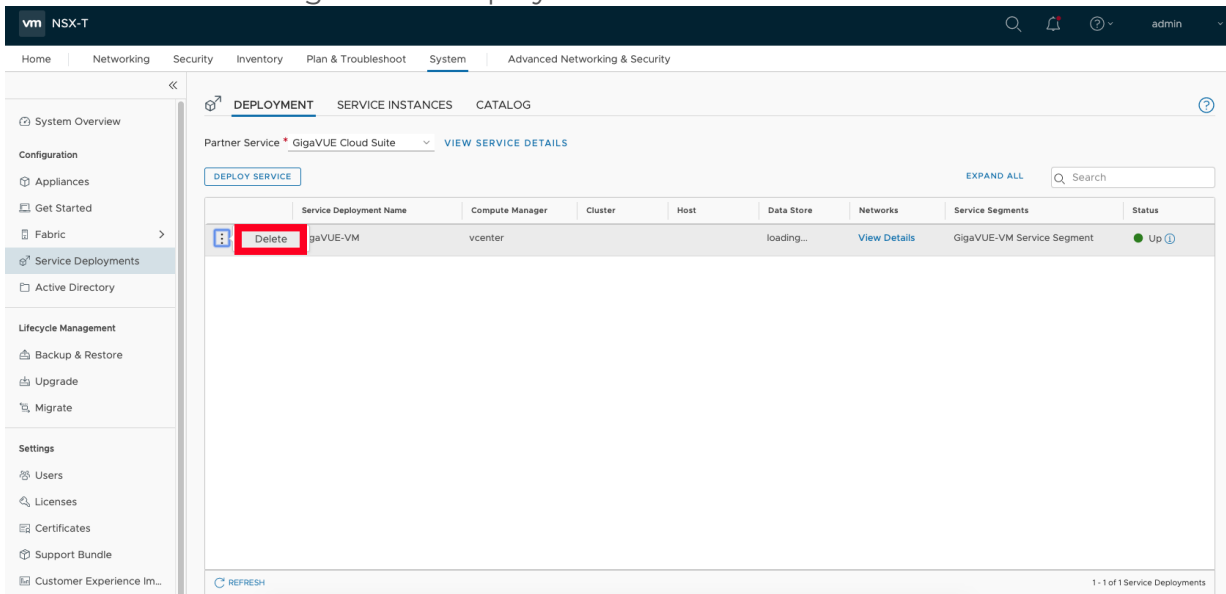 vm NSX-T admin
Home Networking Security Inventory Plan & Troubleshoot System Advanced Networking & Security
System Overview
Configuration
Appliances
Get Started
Fabric
Service Deployments
Active Directory
Lifecycle Management
Backup & Restore
Upgrade
Migrate
Settings
Users
Licenses
Certificates
Support Bundle
Customer Experience Im...
DEPLOYMENT SERVICE INSTANCES CATALOG
Partner Service * GigaVUE Cloud Suite VIEW SERVICE DETAILS
DEPLOY SERVICE EXPAND ALL Search
Service Deployment Name Compute Manager Cluster Host Data Store Networks Service Segments Status
Delete gaVUE-VM vcenter loading... View Details GigaVUE-VM Service Segment Up
REFRESH 1 - 1 of 1 Service Deployments